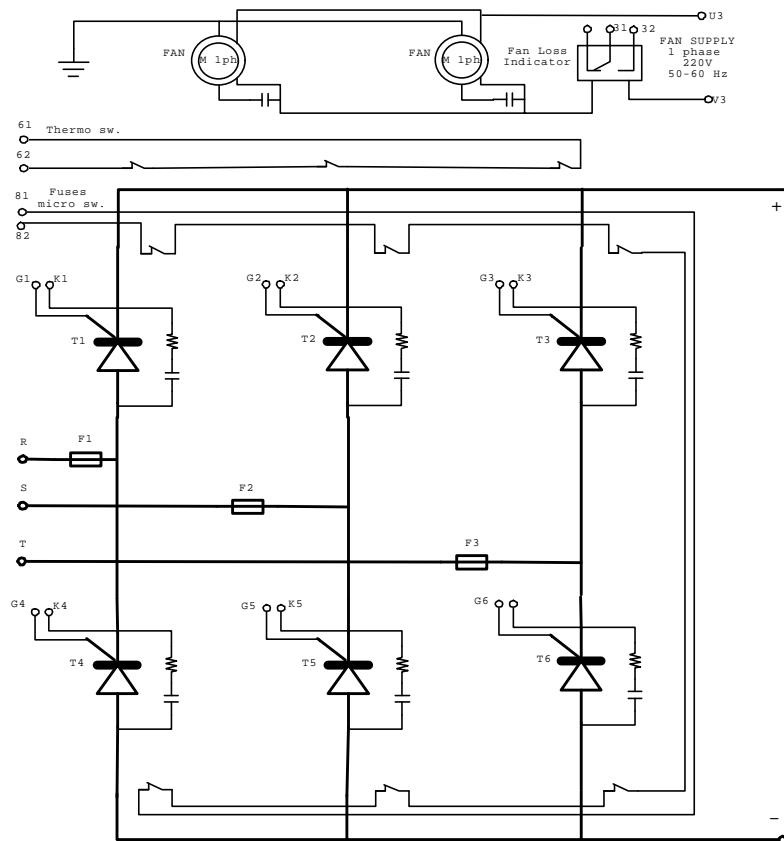 U3
31 32
FAN
M 1ph
FAN
M 1ph
Fan Loss
Indicator
FAN SUPPLY
1 phase
220V
50-60 Hz
V3
61 Thermo sw.
62
81 Fuses
micro sw.
82
+
G1 K1
G2 K2
G3 K3
T1
T2
T3
R
F1
S
F2
T
F3
G4 K4
G5 K5
G6
T4
T5
T6
-